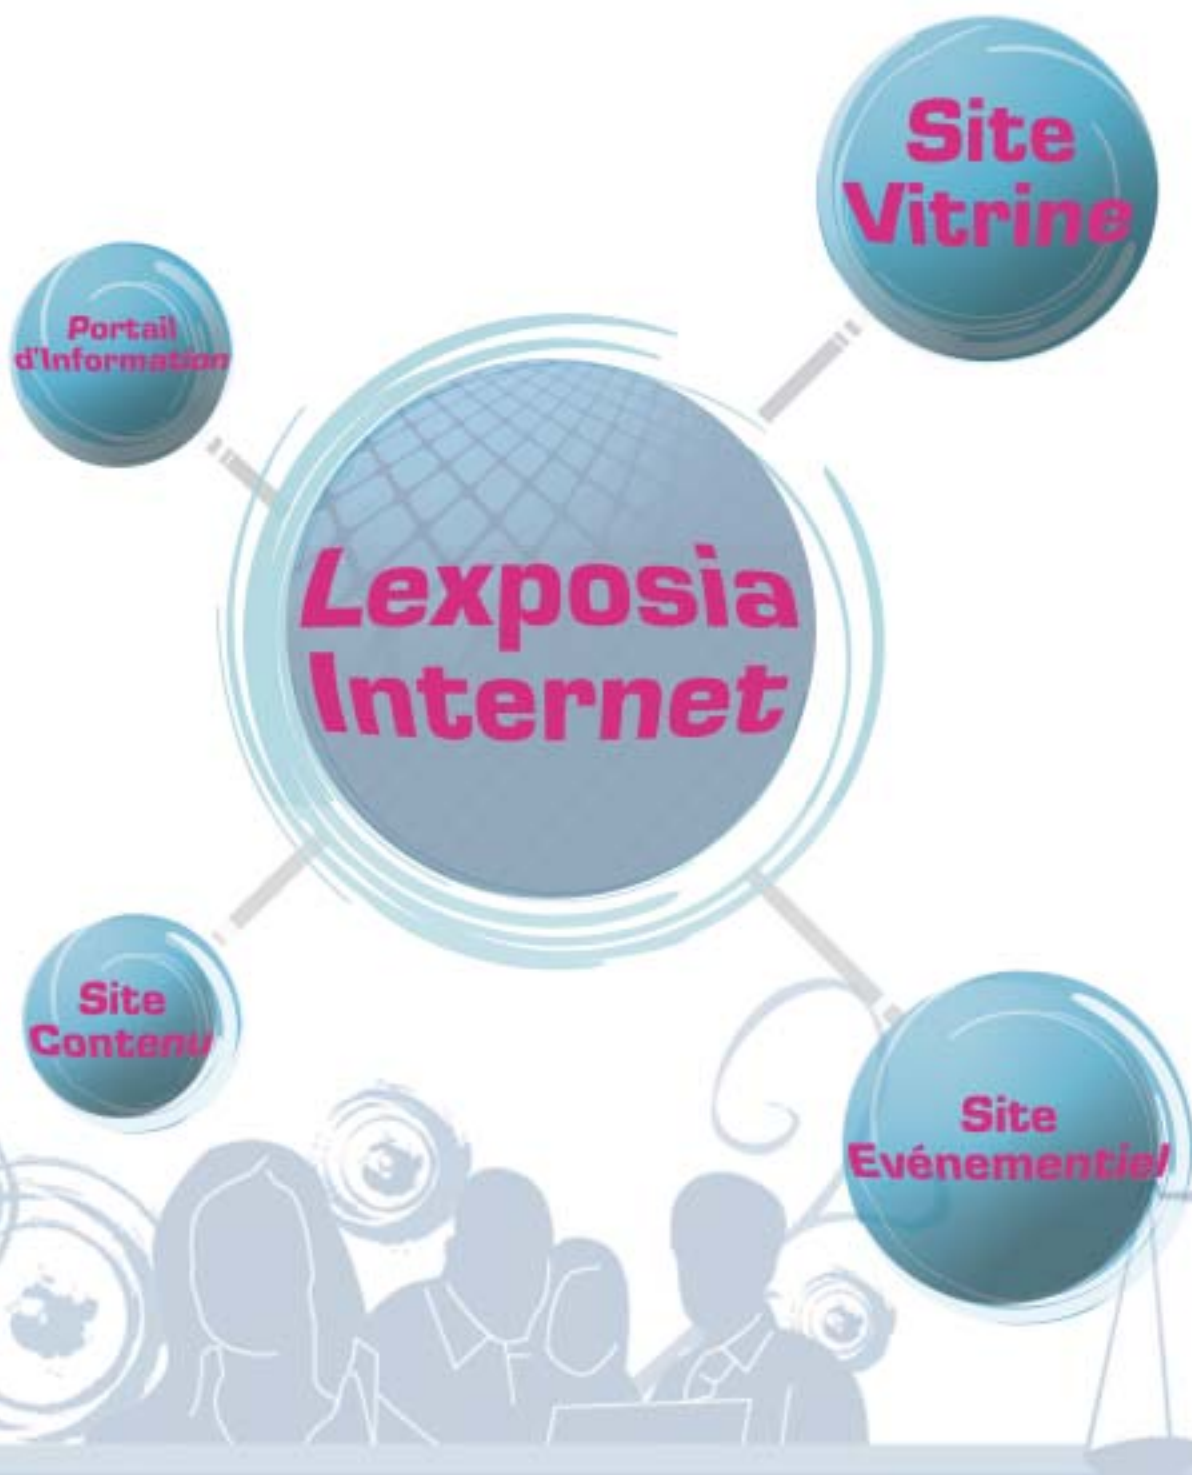 Site
Vitrine
Portail
d'Information
Lexposia
Internet
Site
Contenu
Site
Evénementiel